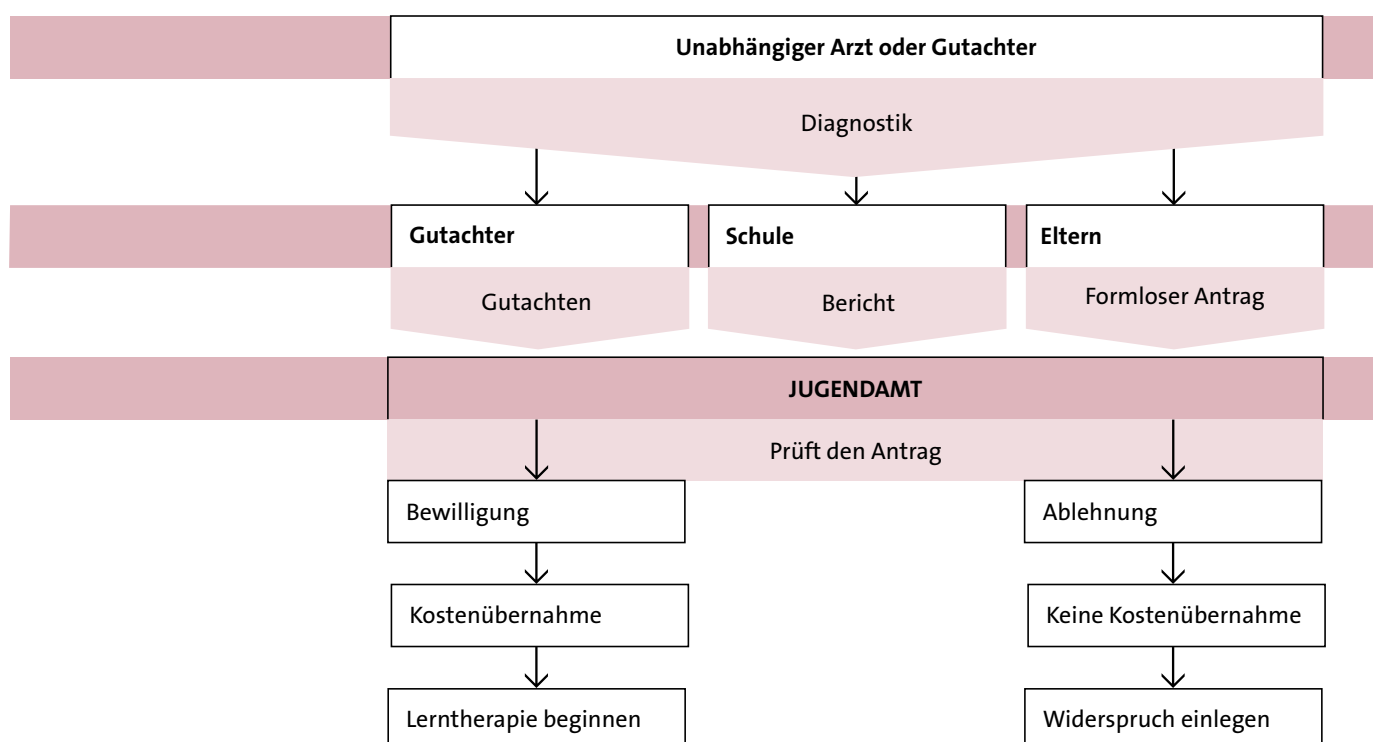 Unabhängiger Arzt oder Gutachter
Diagnostik
Gutachter
Schule
Eltern
Gutachten
Bericht
Formloser Antrag
JUGENDAMT
Prüft den Antrag
Bewilligung
Ablehnung
Kostenübernahme
Keine Kostenübernahme
Lerntherapie beginnen
Widerspruch einlegen